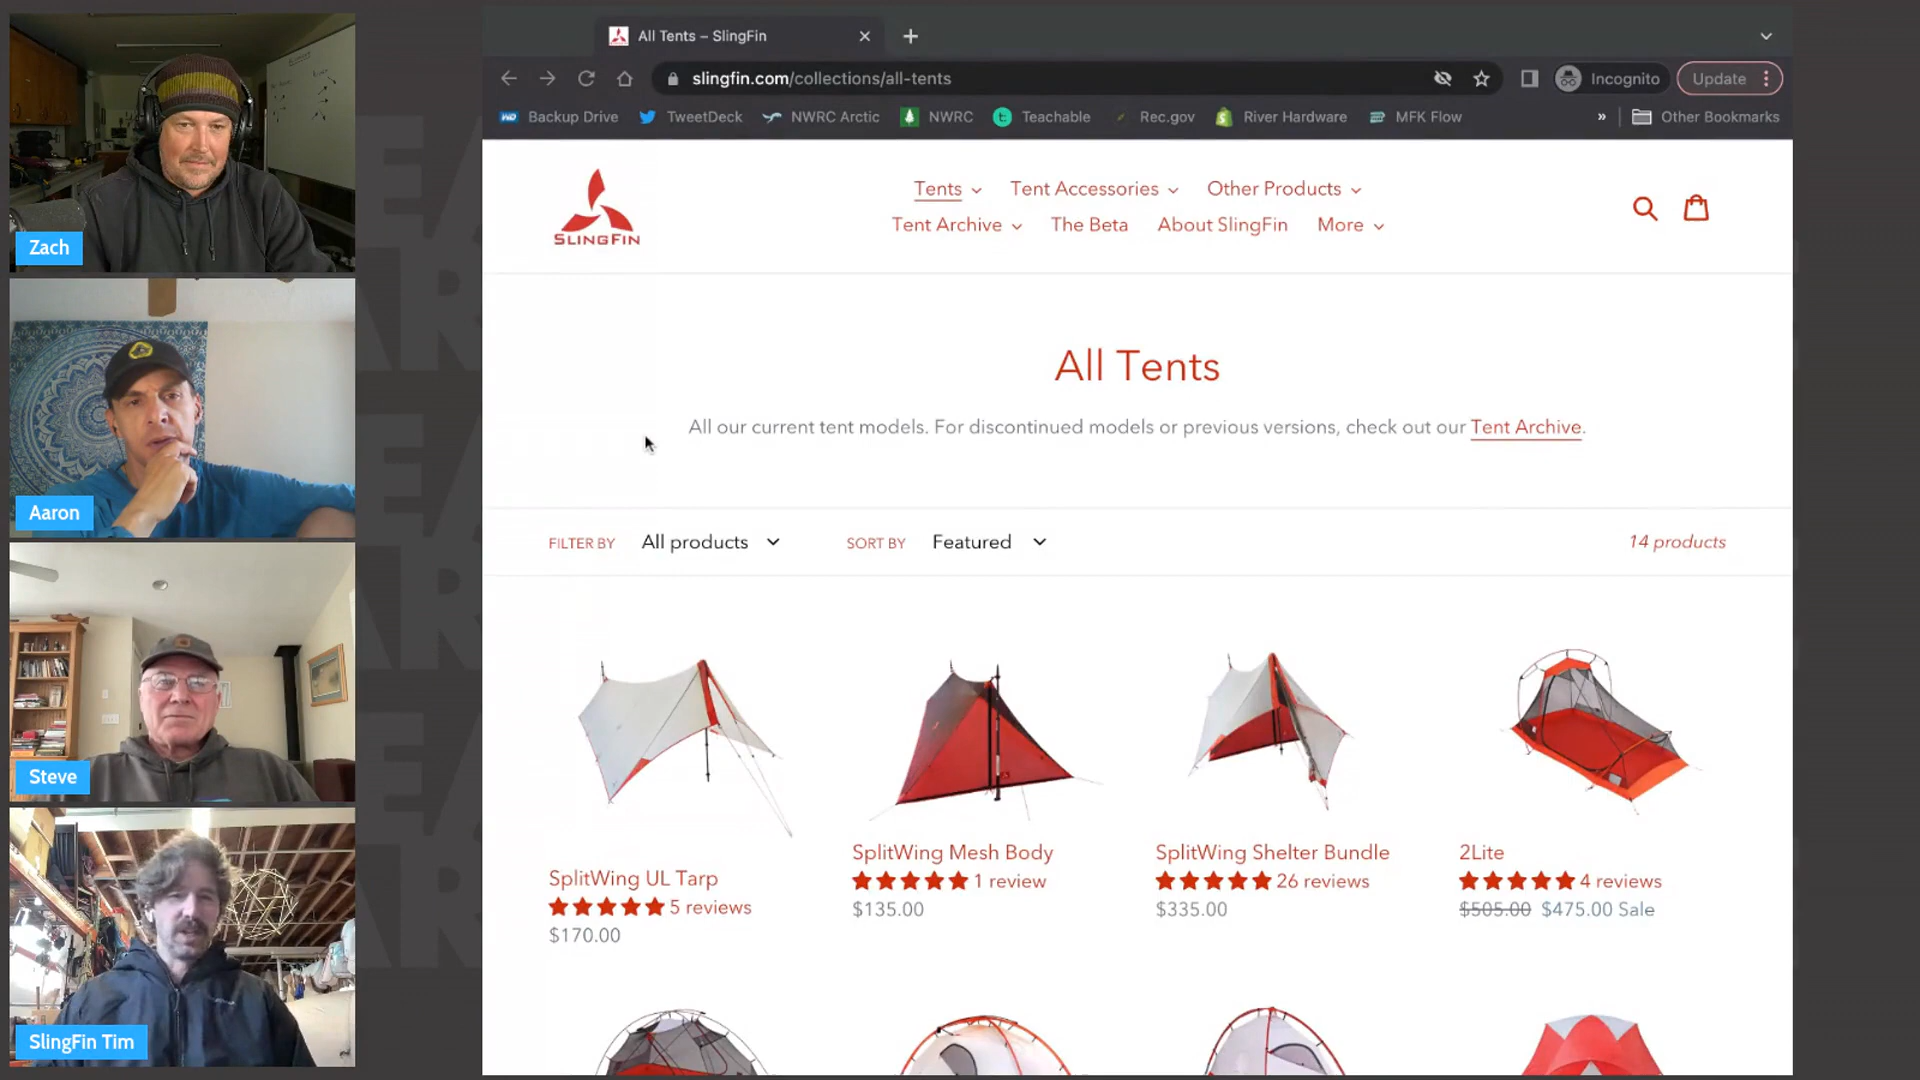 Zach
Aaron
Steve
SlingFin Tim
All Tents – SlingFin
slingfin.com/collections/all-tents
Incognito
Update
Backup Drive
TweetDeck
NWRC Arctic
NWRC
Teachable
Rec.gov
River Hardware
MFK Flow
»
Other Bookmarks
SLINGFIN
Tents
Tent Accessories
Other Products
Tent Archive
The Beta
About SlingFin
More
All Tents
All our current tent models. For discontinued models or previous versions, check out our Tent Archive.
FILTER BY All products
SORT BY Featured
14 products
SplitWing UL Tarp
5 reviews
$170.00
SplitWing Mesh Body
1 review
$135.00
SplitWing Shelter Bundle
26 reviews
$335.00
2Lite
4 reviews
$505.00 $475.00 Sale